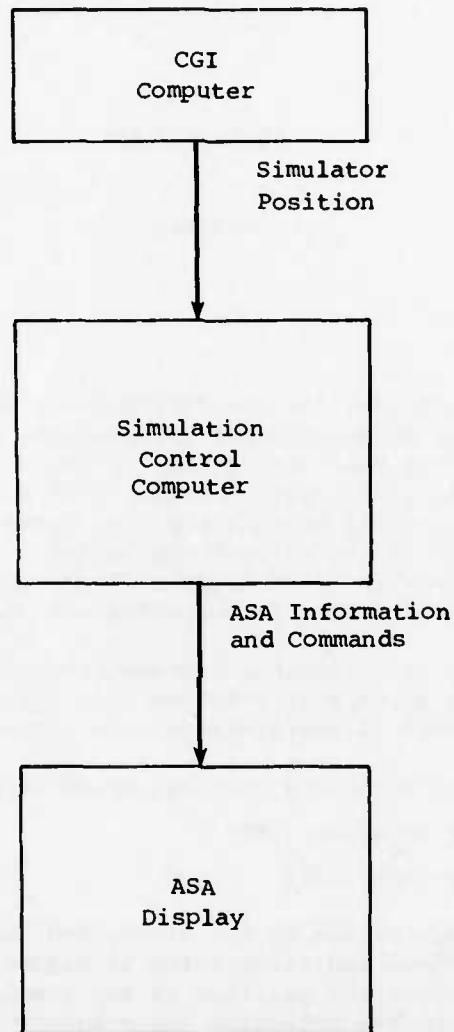 CGI
Computer
Simulator
Position
Simulation
Control
Computer
ASA Information
and Commands
ASA
Display